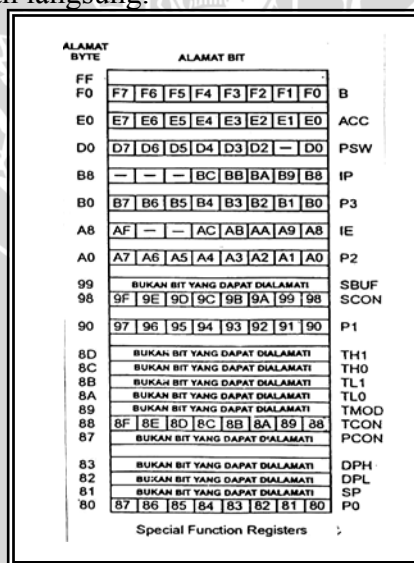 langsung.
ALAMAT
BYTE ALAMAT BIT
FF
F0 F7 F6 F5 F4 F3 F2 F1 F0 B
E0 E7 E6 E5 E4 E3 E2 E1 E0 ACC
D0 D7 D6 D5 D4 D3 D2 — D0 PSW
B8 — — — BC BB BA B9 B8 IP
B0 B7 B6 B5 B4 B3 B2 B1 B0 P3
A8 AF — — AC AB AA A9 A8 IE
A0 A7 A6 A5 A4 A3 A2 A1 A0 P2
99 BUKAN BIT YANG DAPAT DIALAMATI SBUF
98 9F 9E 9D 9C 9B 9A 99 98 SCON
90 97 96 95 94 93 92 91 90 P1
8D BUKAN BIT YANG DAPAT DIALAMATI TH1
8C BUKAN BIT YANG DAPAT DIALAMATI TH0
8B BUKAN BIT YANG DAPAT DIALAMATI TL1
8A BUKAN BIT YANG DAPAT DIALAMATI TL0
89 BUKAN BIT YANG DAPAT DIALAMATI TMOD
88 8F 8E 8D 8C 8B 8A 89 88 TCON
87 BUKAN BIT YANG DAPAT DIALAMATI PCON
83 BUKAN BIT YANG DAPAT DIALAMATI DPH
82 BUKAN BIT YANG DAPAT DIALAMATI DPL
81 BUKAN BIT YANG DAPAT DIALAMATI SP
80 87 86 85 84 83 82 81 80 P0
Special Function Registers